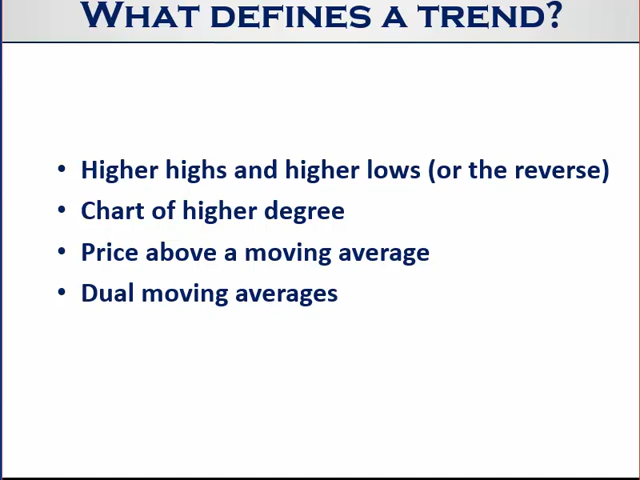 WHAT DEFINES A TREND?
• Higher highs and higher lows (or the reverse)
• Chart of higher degree
• Price above a moving average
• Dual moving averages